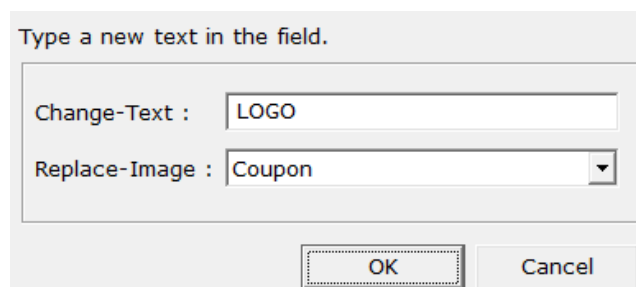 Type a new text in the field.
Change-Text : LOGO
Replace-Image : Coupon
OK Cancel